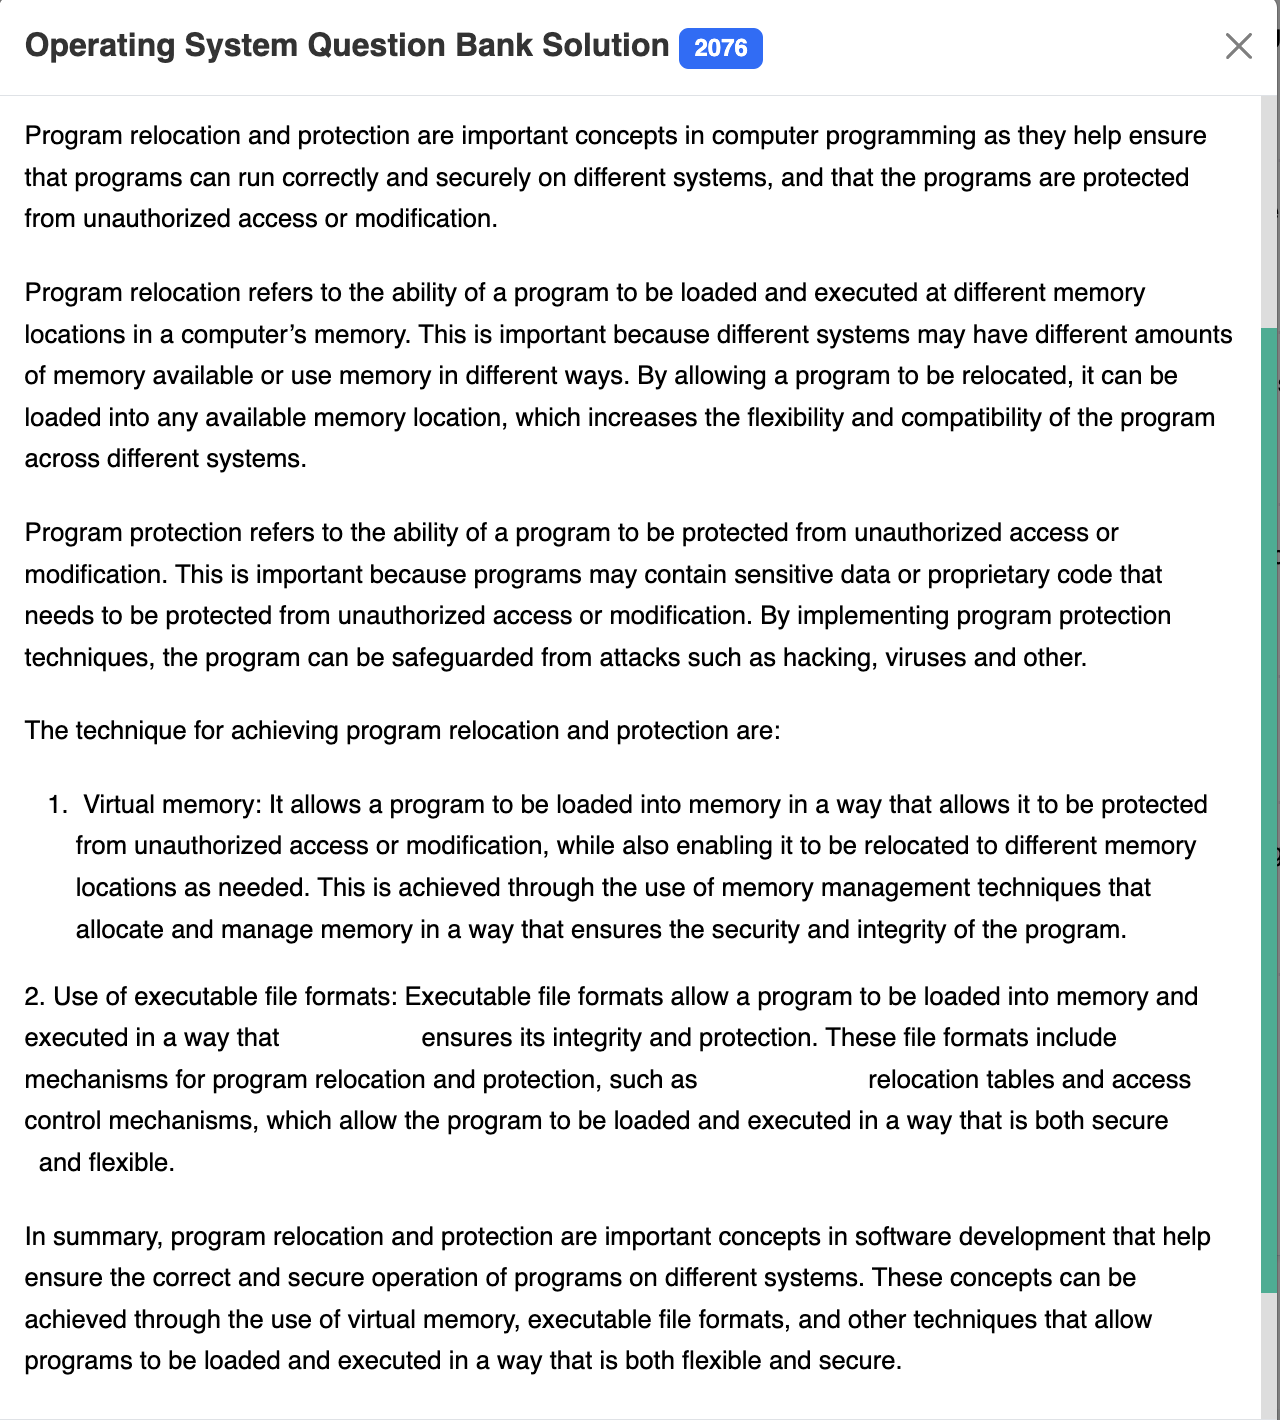 Operating System Question Bank Solution 2076
Program relocation and protection are important concepts in computer programming as they help ensure
that programs can run correctly and securely on different systems, and that the programs are protected
from unauthorized access or modification.
Program relocation refers to the ability of a program to be loaded and executed at different memory
locations in a computer’s memory. This is important because different systems may have different amounts
of memory available or use memory in different ways. By allowing a program to be relocated, it can be
loaded into any available memory location, which increases the flexibility and compatibility of the program
across different systems.
Program protection refers to the ability of a program to be protected from unauthorized access or
modification. This is important because programs may contain sensitive data or proprietary code that
needs to be protected from unauthorized access or modification. By implementing program protection
techniques, the program can be safeguarded from attacks such as hacking, viruses and other.
The technique for achieving program relocation and protection are:
1. Virtual memory: It allows a program to be loaded into memory in a way that allows it to be protected
from unauthorized access or modification, while also enabling it to be relocated to different memory
locations as needed. This is achieved through the use of memory management techniques that
allocate and manage memory in a way that ensures the security and integrity of the program.
2. Use of executable file formats: Executable file formats allow a program to be loaded into memory and
executed in a way that ensures its integrity and protection. These file formats include
mechanisms for program relocation and protection, such as relocation tables and access
control mechanisms, which allow the program to be loaded and executed in a way that is both secure
and flexible.
In summary, program relocation and protection are important concepts in software development that help
ensure the correct and secure operation of programs on different systems. These concepts can be
achieved through the use of virtual memory, executable file formats, and other techniques that allow
programs to be loaded and executed in a way that is both flexible and secure.